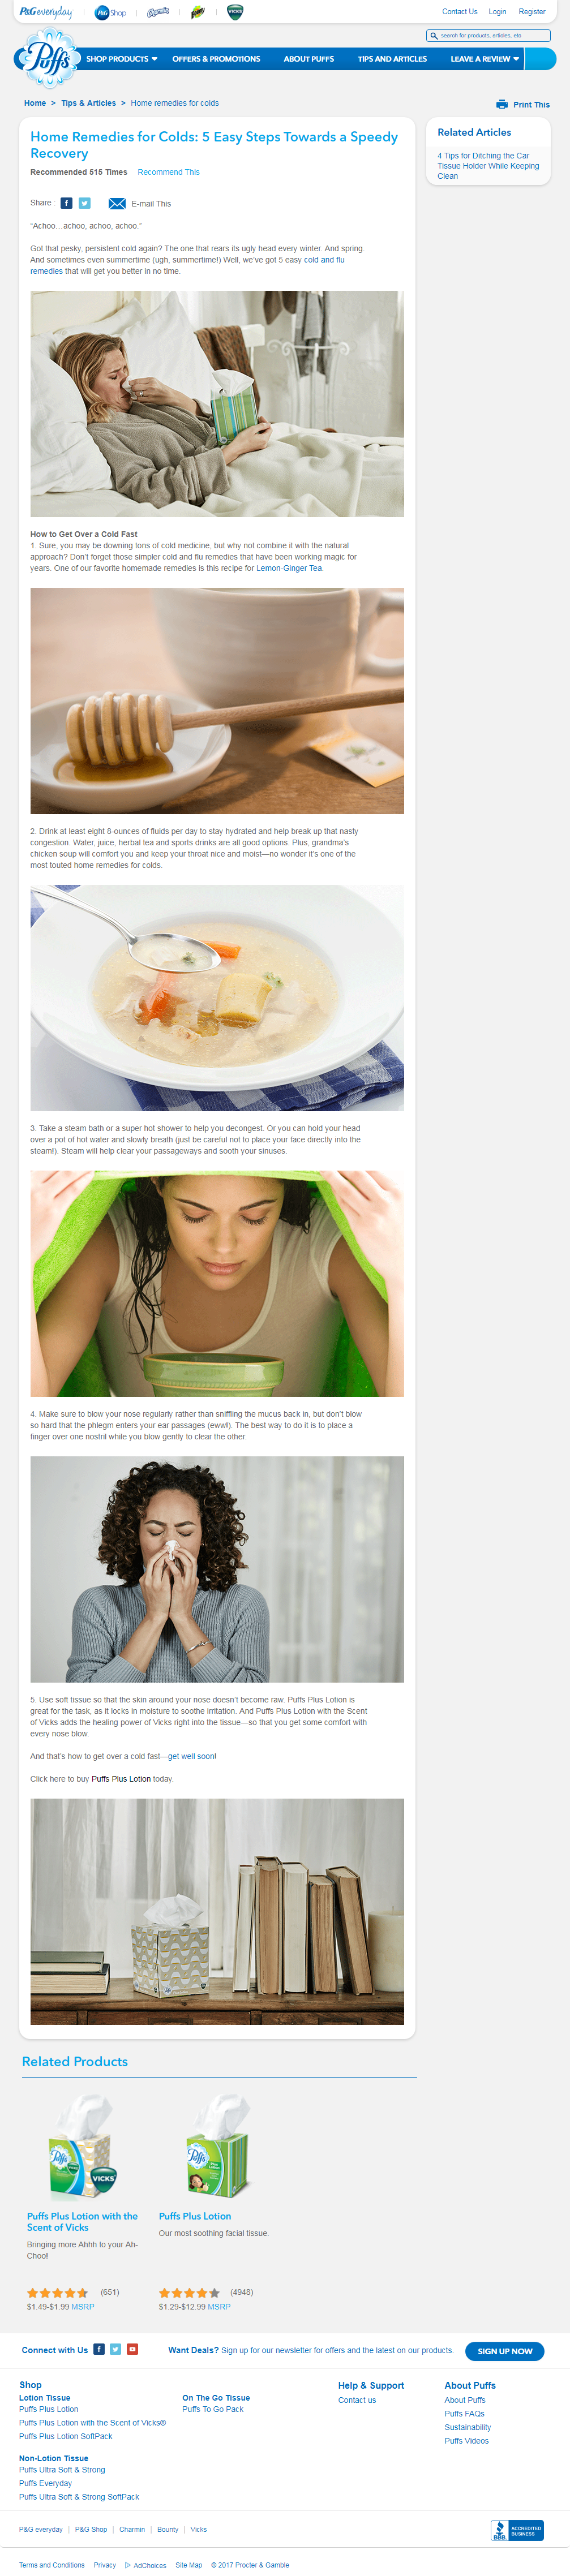 P&G everyday
P&G Shop
Charmin
Bounty
VICKS
Contact Us
Login
Register
search for products, articles, etc
Puffs
SHOP PRODUCTS
OFFERS & PROMOTIONS
ABOUT PUFFS
TIPS AND ARTICLES
LEAVE A REVIEW
Home > Tips & Articles > Home remedies for colds
Print This
Home Remedies for Colds: 5 Easy Steps Towards a Speedy
Recovery
Recommended 515 Times Recommend This
Share :
E-mail This
“Achoo…achoo, achoo, achoo.”
Got that pesky, persistent cold again? The one that rears its ugly head every winter. And spring.
And sometimes even summertime (ugh, summertime!) Well, we’ve got 5 easy cold and flu
remedies that will get you better in no time.
How to Get Over a Cold Fast
1. Sure, you may be downing tons of cold medicine, but why not combine it with the natural
approach? Don’t forget those simpler cold and flu remedies that have been working magic for
years. One of our favorite homemade remedies is this recipe for Lemon-Ginger Tea.
2. Drink at least eight 8-ounces of fluids per day to stay hydrated and help break up that nasty
congestion. Water, juice, herbal tea and sports drinks are all good options. Plus, grandma’s
chicken soup will comfort you and keep your throat nice and moist—no wonder it’s one of the
most touted home remedies for colds.
3. Take a steam bath or a super hot shower to help you decongest. Or you can hold your head
over a pot of hot water and slowly breath (just be careful not to place your face directly into the
steam!). Steam will help clear your passageways and sooth your sinuses.
4. Make sure to blow your nose regularly rather than sniffling the mucus back in, but don’t blow
so hard that the phlegm enters your ear passages (eww!). The best way to do it is to place a
finger over one nostril while you blow gently to clear the other.
5. Use soft tissue so that the skin around your nose doesn’t become raw. Puffs Plus Lotion is
great for the task, as it locks in moisture to soothe irritation. And Puffs Plus Lotion with the Scent
of Vicks adds the healing power of Vicks right into the tissue—so that you get some comfort with
every nose blow.
And that’s how to get over a cold fast—get well soon!
Click here to buy Puffs Plus Lotion today.
Related Articles
4 Tips for Ditching the Car
Tissue Holder While Keeping
Clean
Related Products
Puffs
VICKS
Puffs
Puffs Plus Lotion with the
Scent of Vicks
Bringing more Ahhh to your Ah-
Choo!
(651)
$1.49-$1.99 MSRP
Puffs Plus Lotion
Our most soothing facial tissue.
(4948)
$1.29-$12.99 MSRP
Connect with Us
Want Deals? Sign up for our newsletter for offers and the latest on our products.
SIGN UP NOW
Shop
Lotion Tissue
Puffs Plus Lotion
Puffs Plus Lotion with the Scent of Vicks®
Puffs Plus Lotion SoftPack
Non-Lotion Tissue
Puffs Ultra Soft & Strong
Puffs Everyday
Puffs Ultra Soft & Strong SoftPack
On The Go Tissue
Puffs To Go Pack
Help & Support
Contact us
About Puffs
About Puffs
Puffs FAQs
Sustainability
Puffs Videos
P&G everyday | P&G Shop | Charmin | Bounty | Vicks
BBB
ACCREDITED
BUSINESS
Terms and Conditions Privacy AdChoices Site Map © 2017 Procter & Gamble